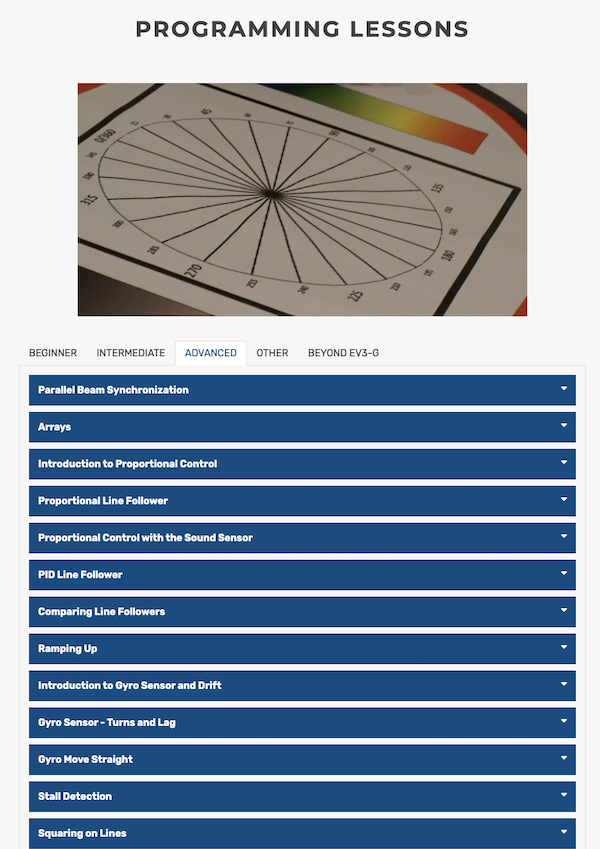 PROGRAMMING LESSONS
0/360
45
90
135
180
225
270
315
BEGINNER INTERMEDIATE ADVANCED OTHER BEYOND EV3-G
Parallel Beam Synchronization
Arrays
Introduction to Proportional Control
Proportional Line Follower
Proportional Control with the Sound Sensor
PID Line Follower
Comparing Line Followers
Ramping Up
Introduction to Gyro Sensor and Drift
Gyro Sensor - Turns and Lag
Gyro Move Straight
Stall Detection
Squaring on Lines